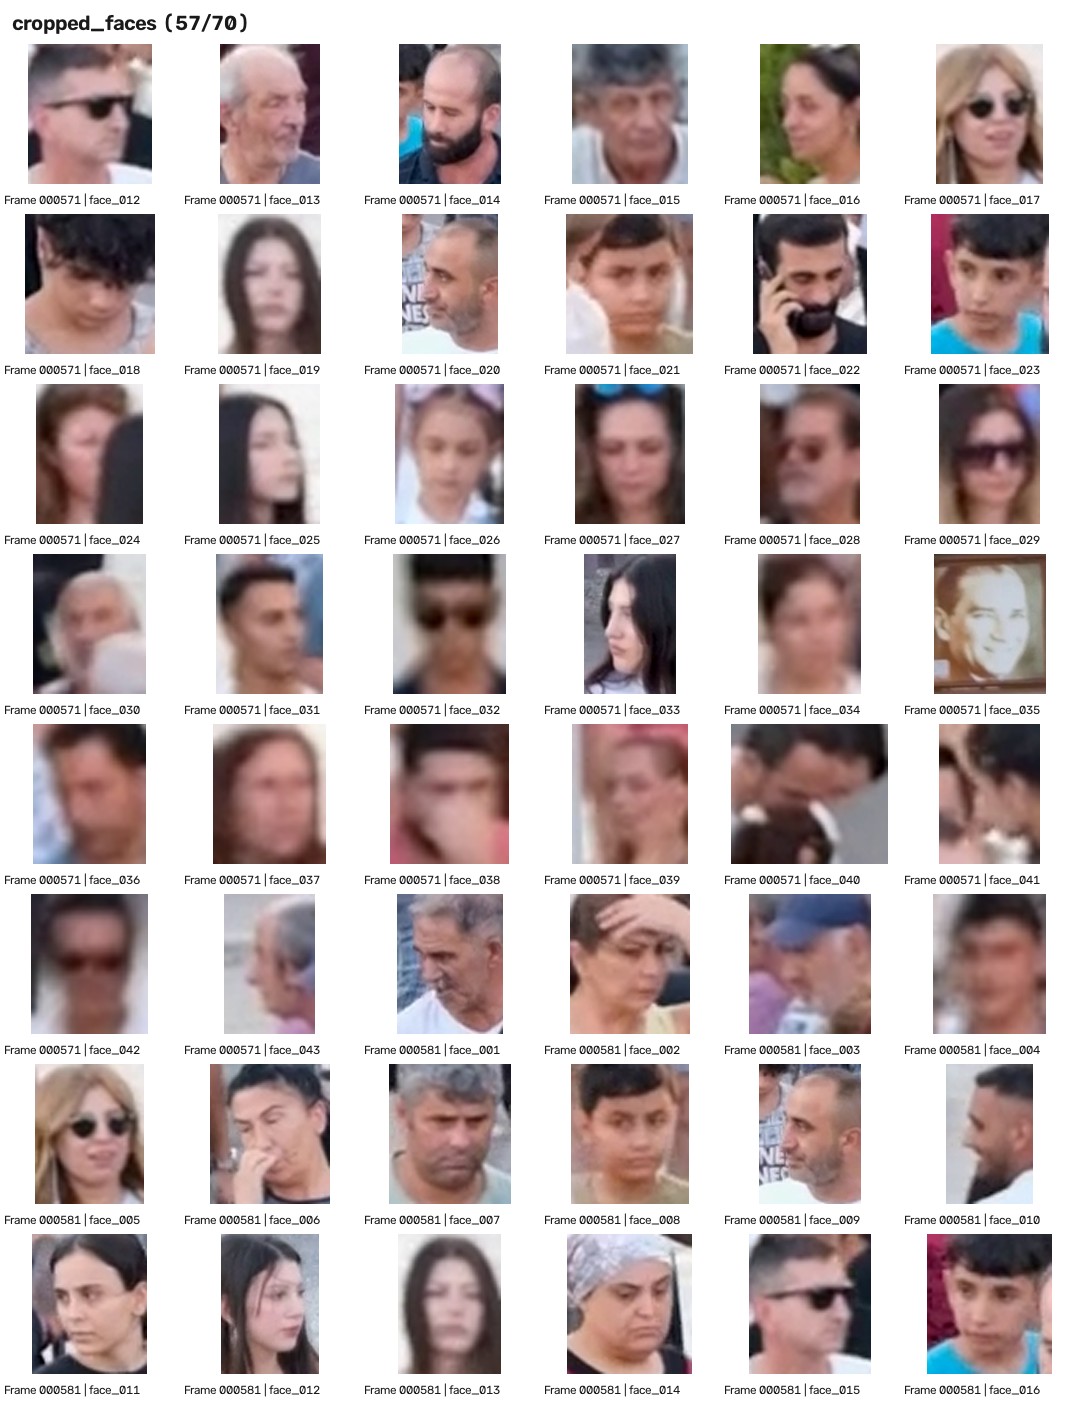 cropped_faces (57/70)
Frame 000571 | face_012
Frame 000571 | face_013
Frame 000571 | face_014
Frame 000571 | face_015
Frame 000571 | face_016
Frame 000571 | face_017
Frame 000571 | face_018
Frame 000571 | face_019
NE
NES
Frame 000571 | face_020
Frame 000571 | face_021
Frame 000571 | face_022
Frame 000571 | face_023
Frame 000571 | face_024
Frame 000571 | face_025
Frame 000571 | face_026
Frame 000571 | face_027
Frame 000571 | face_028
Frame 000571 | face_029
Frame 000571 | face_030
Frame 000571 | face_031
Frame 000571 | face_032
Frame 000571 | face_033
Frame 000571 | face_034
Frame 000571 | face_035
Frame 000571 | face_036
Frame 000571 | face_037
Frame 000571 | face_038
Frame 000571 | face_039
Frame 000571 | face_040
Frame 000571 | face_041
Frame 000571 | face_042
Frame 000571 | face_043
Frame 000581 | face_001
Frame 000581 | face_002
Frame 000581 | face_003
Frame 000581 | face_004
Frame 000581 | face_005
Frame 000581 | face_006
Frame 000581 | face_007
Frame 000581 | face_008
NE
NES
Frame 000581 | face_009
Frame 000581 | face_010
Frame 000581 | face_011
Frame 000581 | face_012
Frame 000581 | face_013
Frame 000581 | face_014
Frame 000581 | face_015
Frame 000581 | face_016